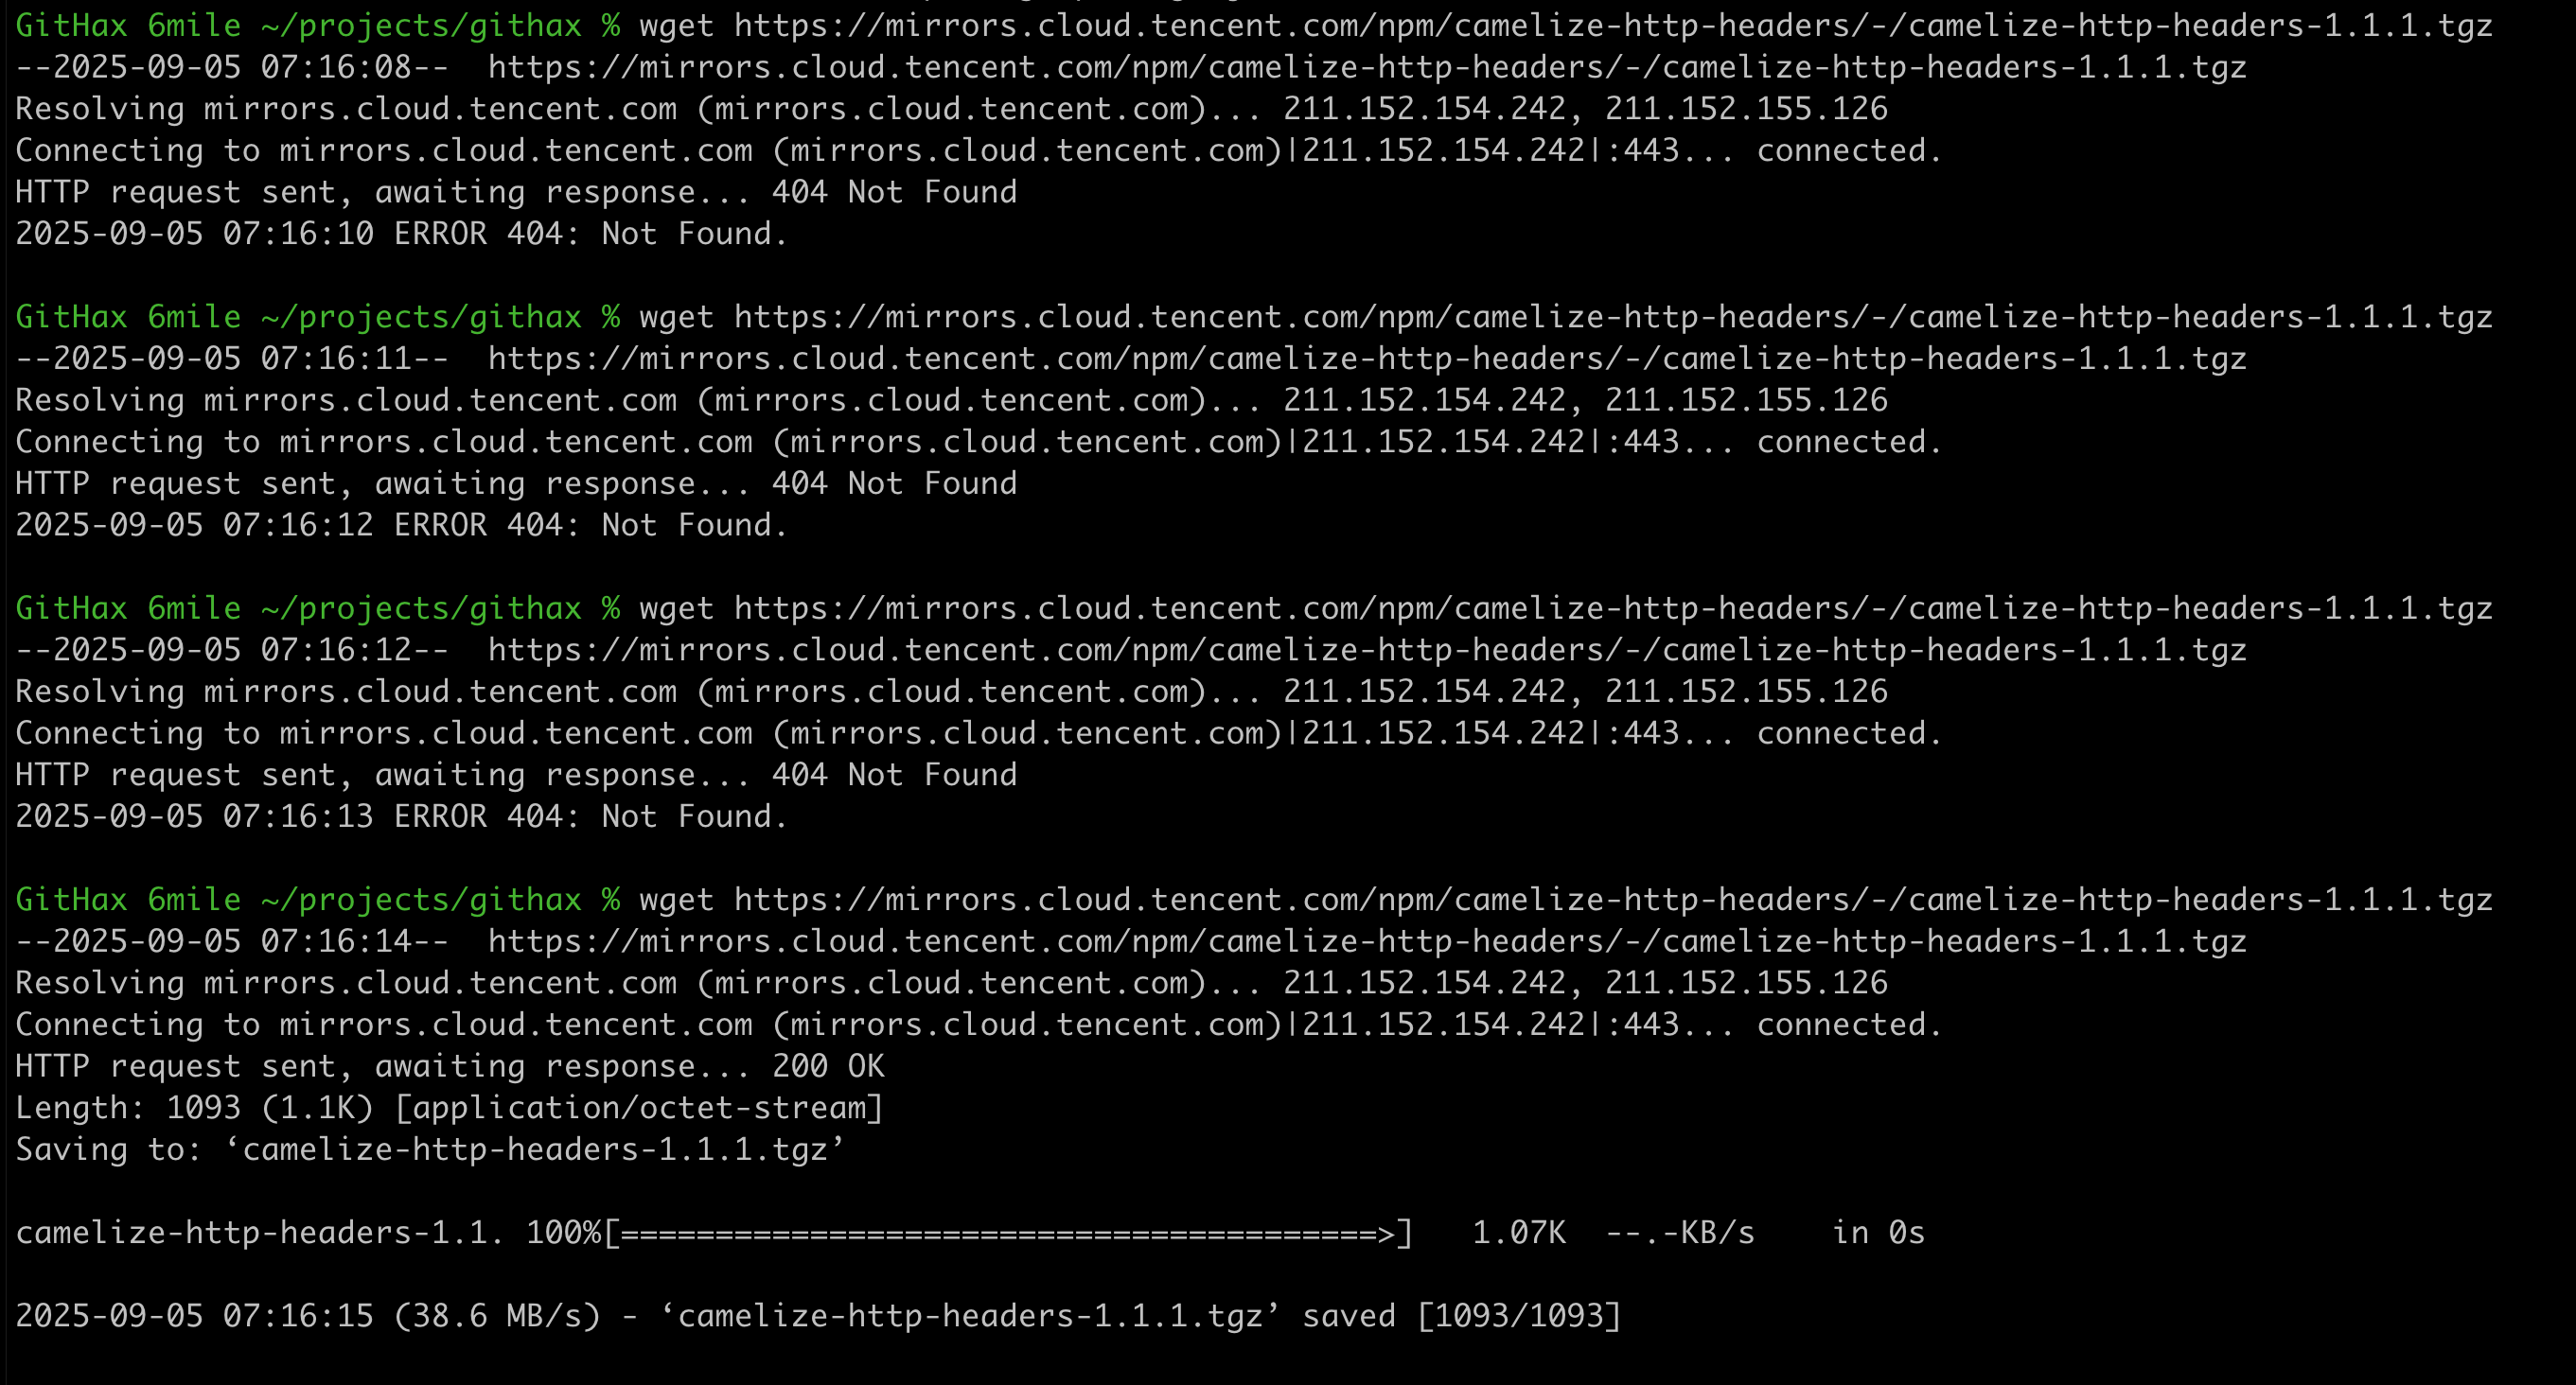 GitHax 6mile ~/projects/githax % wget https://mirrors.cloud.tencent.com/npm/camelize-http-headers/-/camelize-http-headers-1.1.1.tgz
--2025-09-05 07:16:08--  https://mirrors.cloud.tencent.com/npm/camelize-http-headers/-/camelize-http-headers-1.1.1.tgz
Resolving mirrors.cloud.tencent.com (mirrors.cloud.tencent.com)... 211.152.154.242, 211.152.155.126
Connecting to mirrors.cloud.tencent.com (mirrors.cloud.tencent.com)|211.152.154.242|:443... connected.
HTTP request sent, awaiting response... 404 Not Found
2025-09-05 07:16:10 ERROR 404: Not Found.

GitHax 6mile ~/projects/githax % wget https://mirrors.cloud.tencent.com/npm/camelize-http-headers/-/camelize-http-headers-1.1.1.tgz
--2025-09-05 07:16:11--  https://mirrors.cloud.tencent.com/npm/camelize-http-headers/-/camelize-http-headers-1.1.1.tgz
Resolving mirrors.cloud.tencent.com (mirrors.cloud.tencent.com)... 211.152.154.242, 211.152.155.126
Connecting to mirrors.cloud.tencent.com (mirrors.cloud.tencent.com)|211.152.154.242|:443... connected.
HTTP request sent, awaiting response... 404 Not Found
2025-09-05 07:16:12 ERROR 404: Not Found.

GitHax 6mile ~/projects/githax % wget https://mirrors.cloud.tencent.com/npm/camelize-http-headers/-/camelize-http-headers-1.1.1.tgz
--2025-09-05 07:16:12--  https://mirrors.cloud.tencent.com/npm/camelize-http-headers/-/camelize-http-headers-1.1.1.tgz
Resolving mirrors.cloud.tencent.com (mirrors.cloud.tencent.com)... 211.152.154.242, 211.152.155.126
Connecting to mirrors.cloud.tencent.com (mirrors.cloud.tencent.com)|211.152.154.242|:443... connected.
HTTP request sent, awaiting response... 404 Not Found
2025-09-05 07:16:13 ERROR 404: Not Found.

GitHax 6mile ~/projects/githax % wget https://mirrors.cloud.tencent.com/npm/camelize-http-headers/-/camelize-http-headers-1.1.1.tgz
--2025-09-05 07:16:14--  https://mirrors.cloud.tencent.com/npm/camelize-http-headers/-/camelize-http-headers-1.1.1.tgz
Resolving mirrors.cloud.tencent.com (mirrors.cloud.tencent.com)... 211.152.154.242, 211.152.155.126
Connecting to mirrors.cloud.tencent.com (mirrors.cloud.tencent.com)|211.152.154.242|:443... connected.
HTTP request sent, awaiting response... 200 OK
Length: 1093 (1.1K) [application/octet-stream]
Saving to: ‘camelize-http-headers-1.1.1.tgz’

camelize-http-headers-1.1. 100%[========================================>]   1.07K  --.-KB/s    in 0s

2025-09-05 07:16:15 (38.6 MB/s) - ‘camelize-http-headers-1.1.1.tgz’ saved [1093/1093]